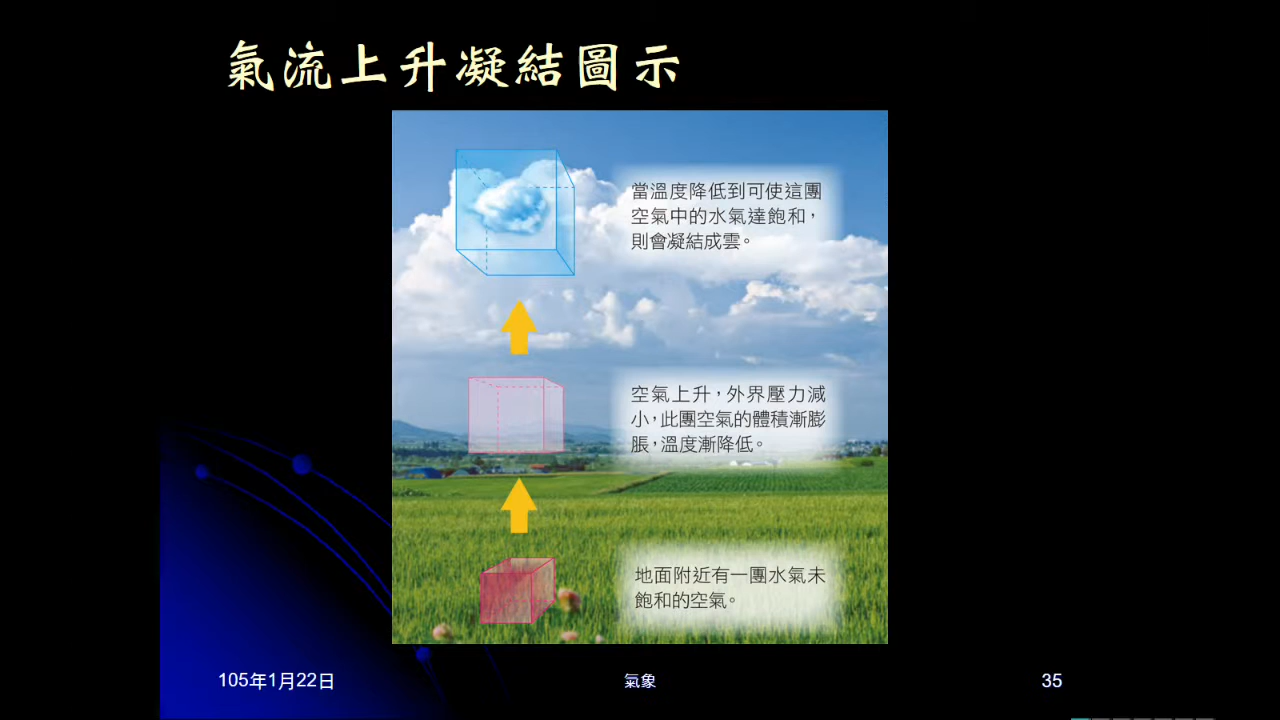 氣流上升凝結圖示
當溫度降低到可使這團
空氣中的水氣達飽和，
則會凝結成雲。
空氣上升，外界壓力減
小，此團空氣的體積漸膨
脹，溫度漸降低。
地面附近有一團水氣未
飽和的空氣。
105年1月22日
氣象
35